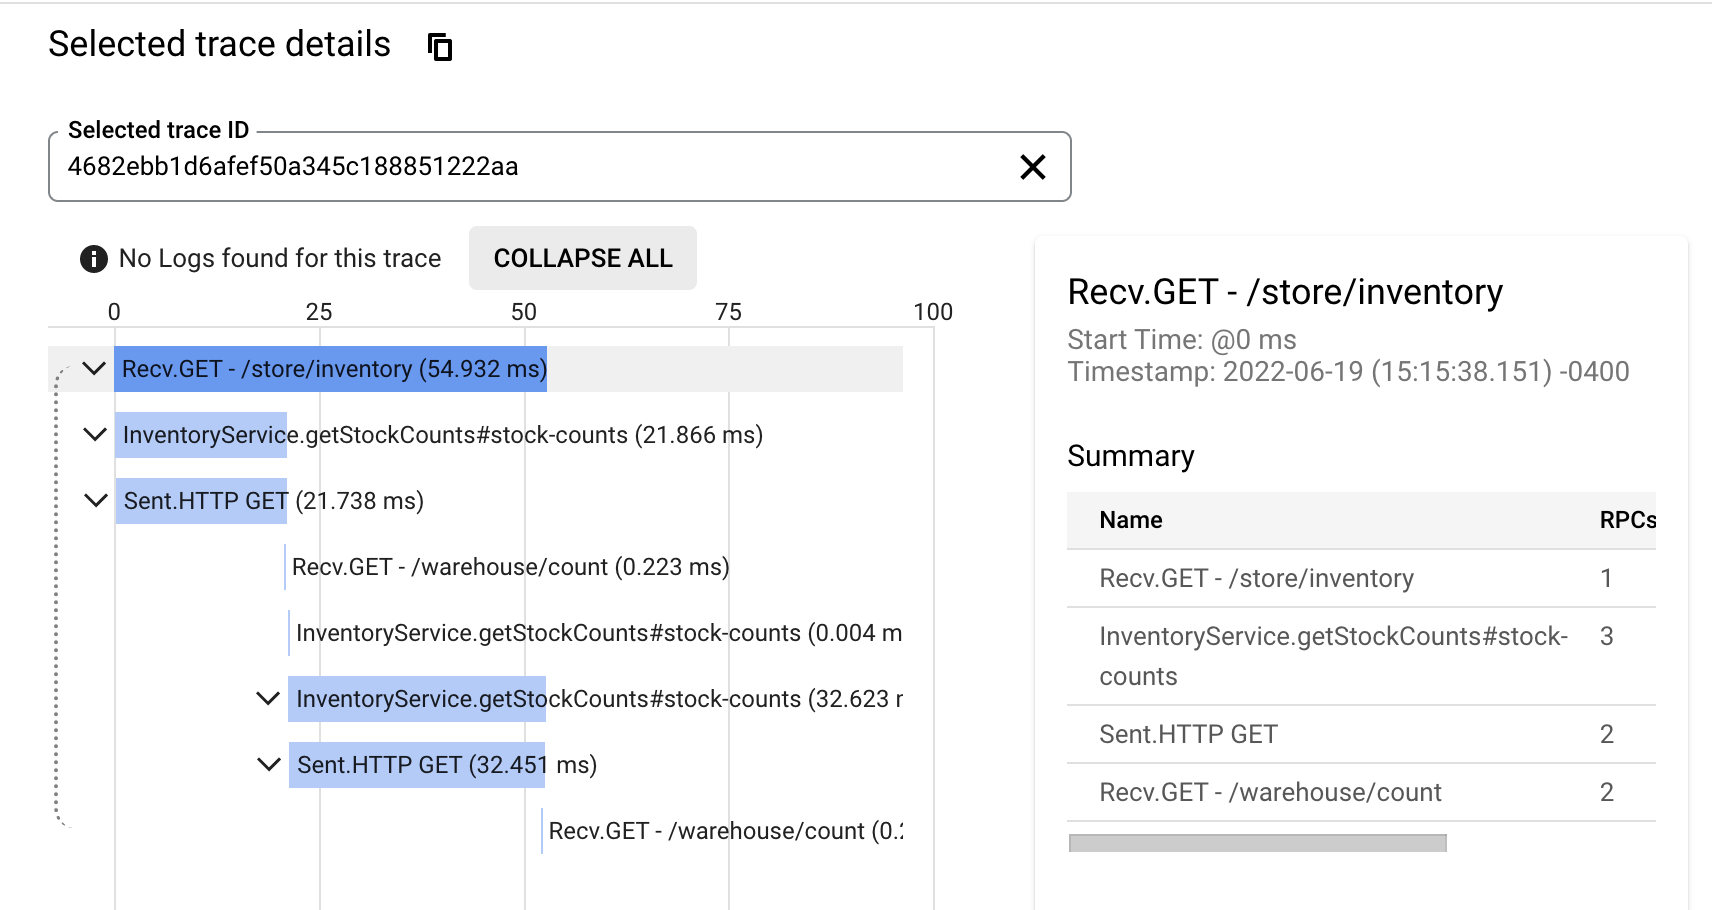 Selected trace details
Selected trace ID
4682ebb1d6afef50a345c188851222aa
No Logs found for this trace
COLLAPSE ALL
0 25 50 75 100
Recv.GET - /store/inventory (54.932 ms)
InventoryService.getStockCounts#stock-counts (21.866 ms)
Sent.HTTP GET (21.738 ms)
Recv.GET - /warehouse/count (0.223 ms)
InventoryService.getStockCounts#stock-counts (0.004 m
InventoryService.getStockCounts#stock-counts (32.623 
Sent.HTTP GET (32.451 ms)
Recv.GET - /warehouse/count (0.
Recv.GET - /store/inventory
Start Time: @0 ms
Timestamp: 2022-06-19 (15:15:38.151) -0400
Summary
Name RPCs
Recv.GET - /store/inventory 1
InventoryService.getStockCounts#stock- 3
counts
Sent.HTTP GET 2
Recv.GET - /warehouse/count 2